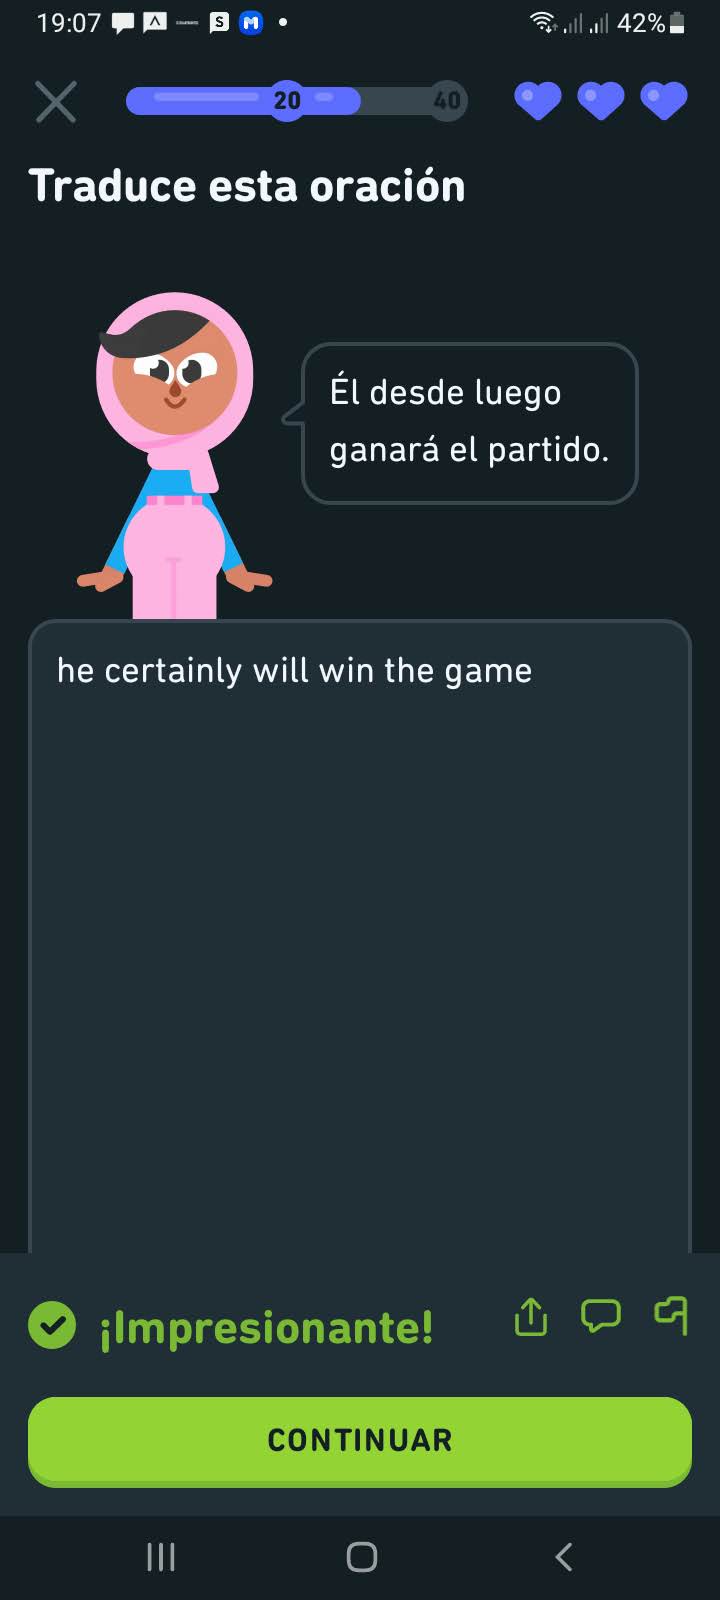 19:07
S
42%
20
40
Traduce esta oración
Él desde luego
ganará el partido.
he certainly will win the game
¡Impresionante!
CONTINUAR